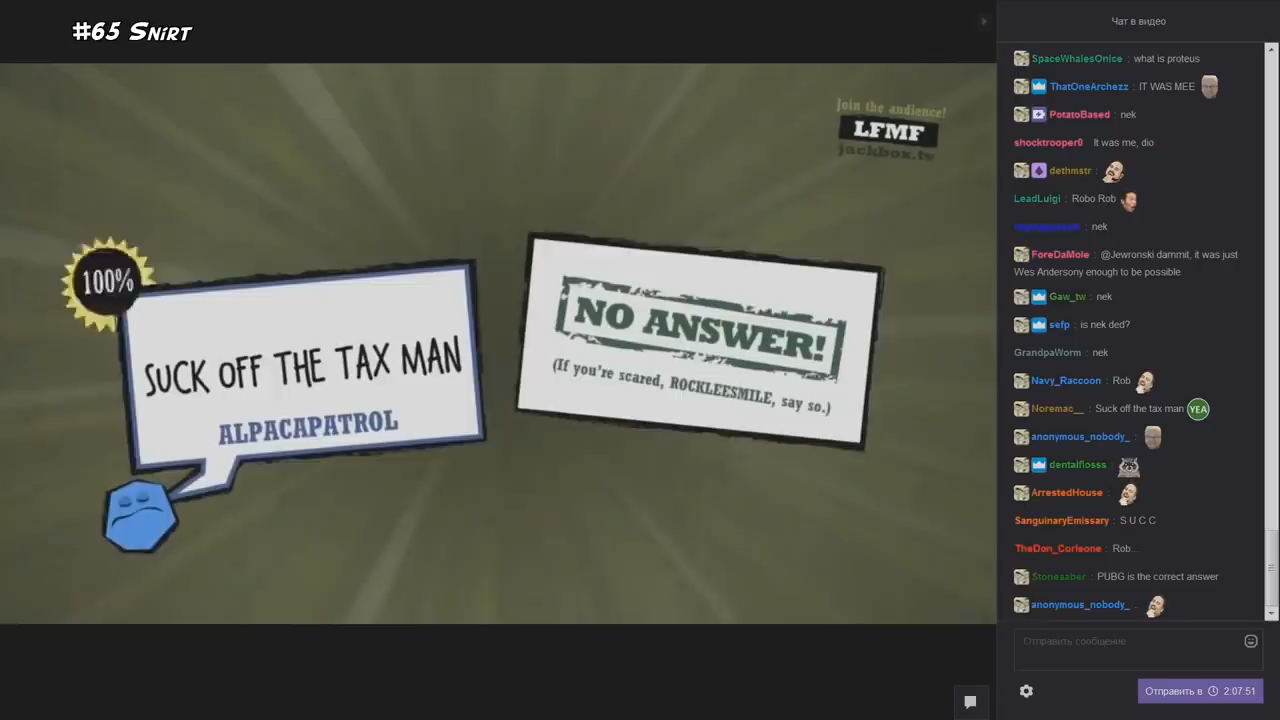 #65 Snirt
Join the audience!
LFMF
jackbox.tv
100%
SUCK OFF THE TAX MAN
ALPACAPATROL
NO ANSWER!
(If you're scared, ROCKLEESMILE, say so.)
Чат в видео
SpaceWhalesOnice : what is proteus
ThatOneArchezz : IT WAS MEE
PotatoBased : nek
shocktrooper0 It was me, dio
dethmstr :
LeadLuigi : Robo Rob
: nek
ForeDaMole : @Jewronski dammit, it was just
Wes Andersony enough to be possible
Gaw_tw : nek
sefp : is nek ded?
GrandpaWorm : nek
Navy_Raccoon : Rob
Noremac__ : Suck off the tax man YEA
anonymous_nobody_ :
dentalflosss :
ArrestedHouse :
SanguinaryEmissary : S U C C
TheDon_Corleone : Rob...
Stonesaber : PUBG is the correct answer
anonymous_nobody_ :
Отправить сообщение
Отправить в 2:07:51